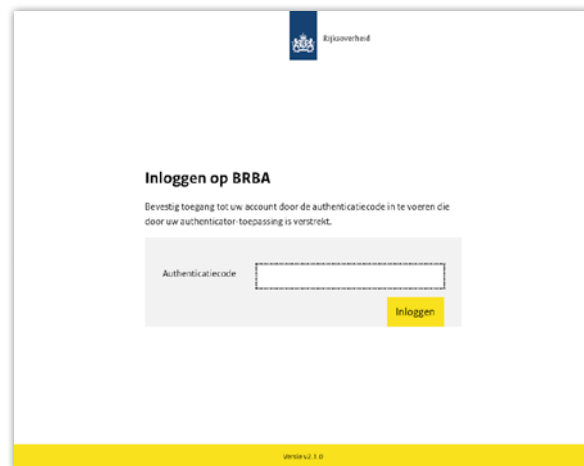 Rijksoverheid
Inloggen op BRBA
Bevestig toegang tot uw account door de authenticatiecode in te voeren die
door uw authenticator-toepassing is verstrekt.
Authenticatiecode
Inloggen
Versie v2.1.0